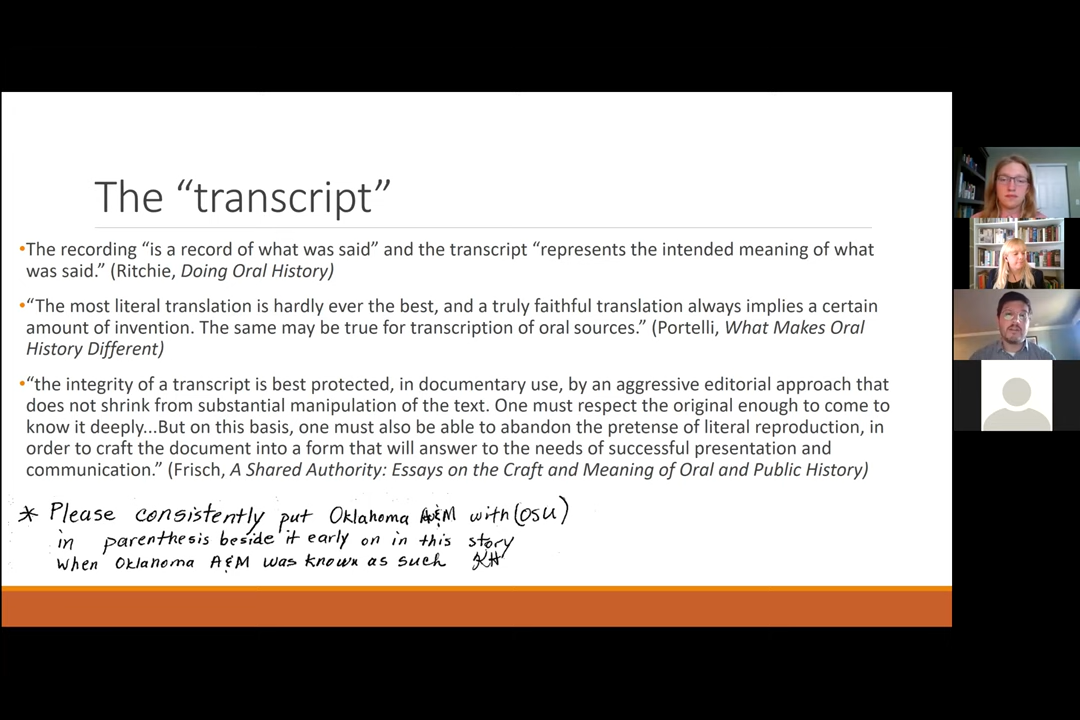 The “transcript”
•The recording “is a record of what was said” and the transcript “represents the intended meaning of what
was said.” (Ritchie, Doing Oral History)
•“The most literal translation is hardly ever the best, and a truly faithful translation always implies a certain
amount of invention. The same may be true for transcription of oral sources.” (Portelli, What Makes Oral
History Different)
•“the integrity of a transcript is best protected, in documentary use, by an aggressive editorial approach that
does not shrink from substantial manipulation of the text. One must respect the original enough to come to
know it deeply...But on this basis, one must also be able to abandon the pretense of literal reproduction, in
order to craft the document into a form that will answer to the needs of successful presentation and
communication.” (Frisch, A Shared Authority: Essays on the Craft and Meaning of Oral and Public History)
* Please consistently put Oklahoma A&M with (OSU)
in parenthesis beside it early on in this story
when Oklahoma A&M was known as such